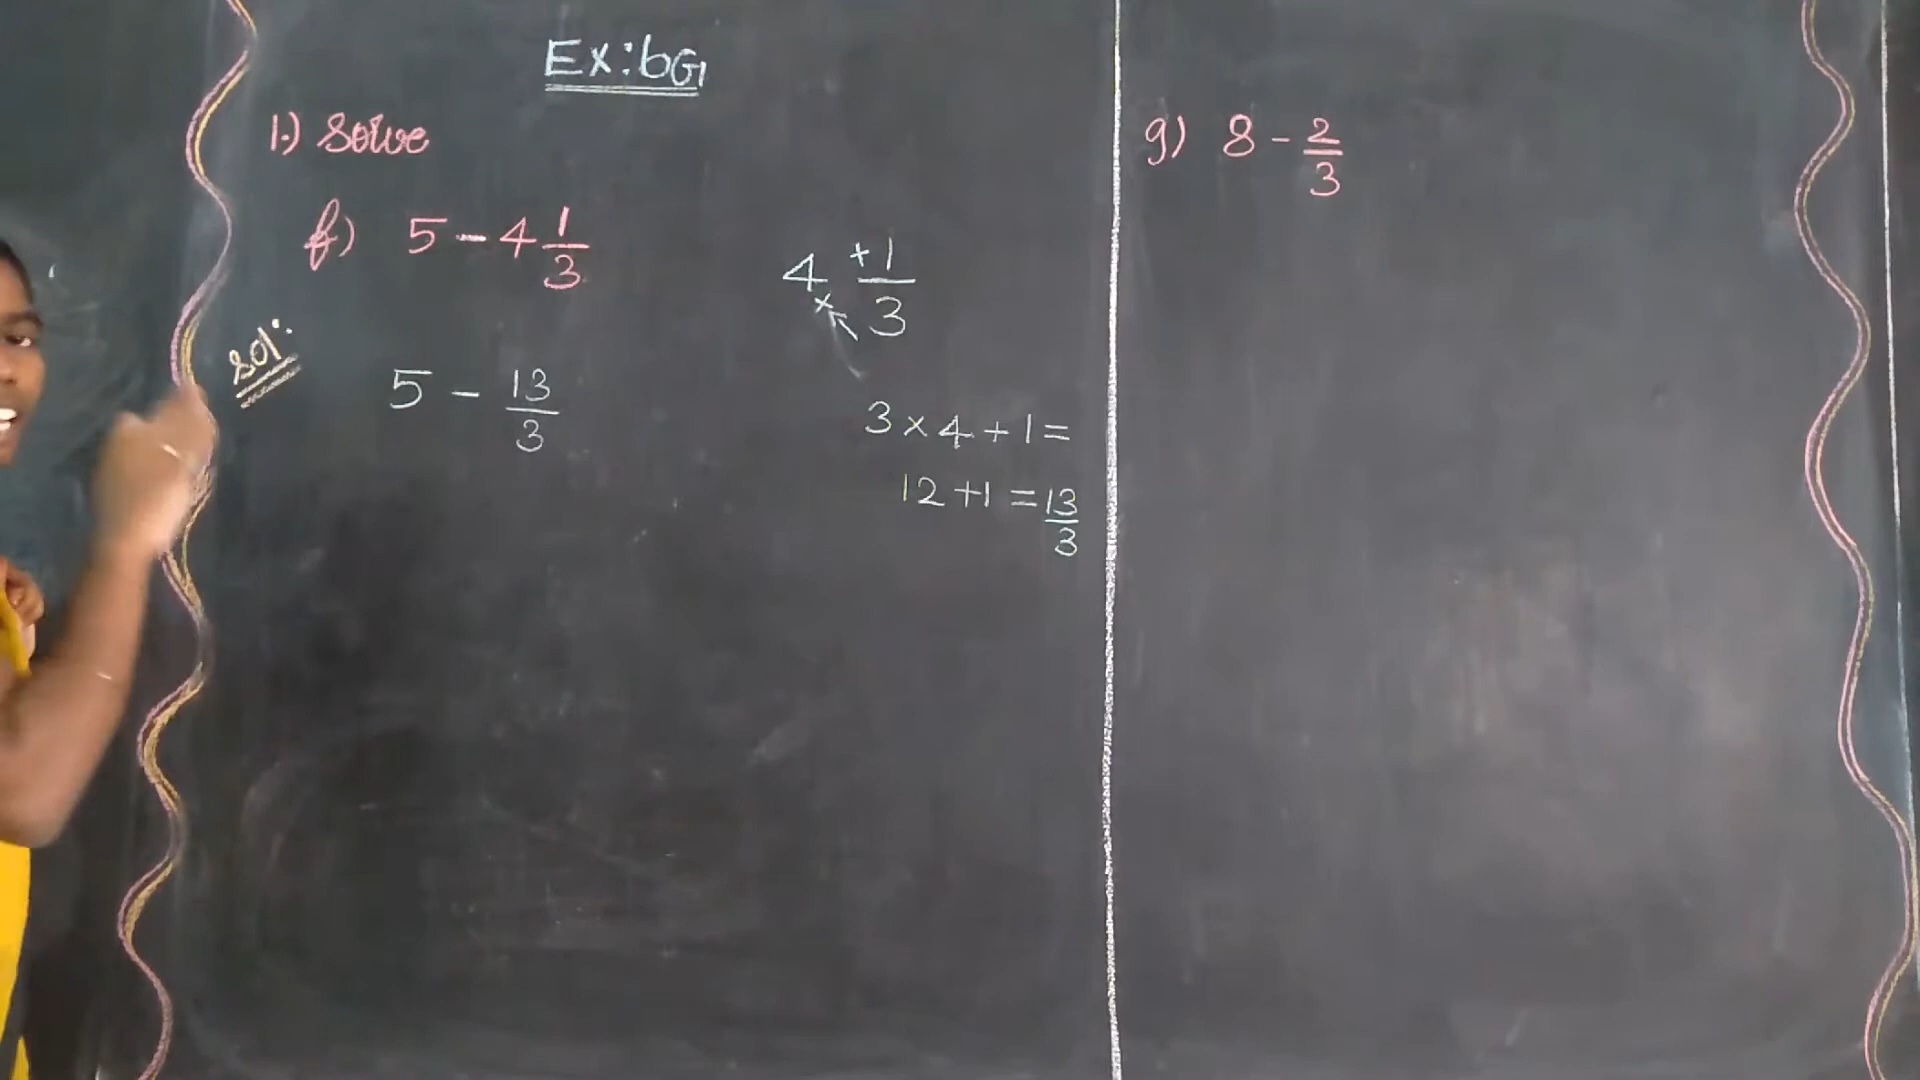 Ex:6G
1.) Solve
f) 5 - 4 1/3
Sol:
5 - 13/3
4 + 1/3
×
3 × 4 + 1 =
12 + 1 = 13/3
g) 8 - 2/3